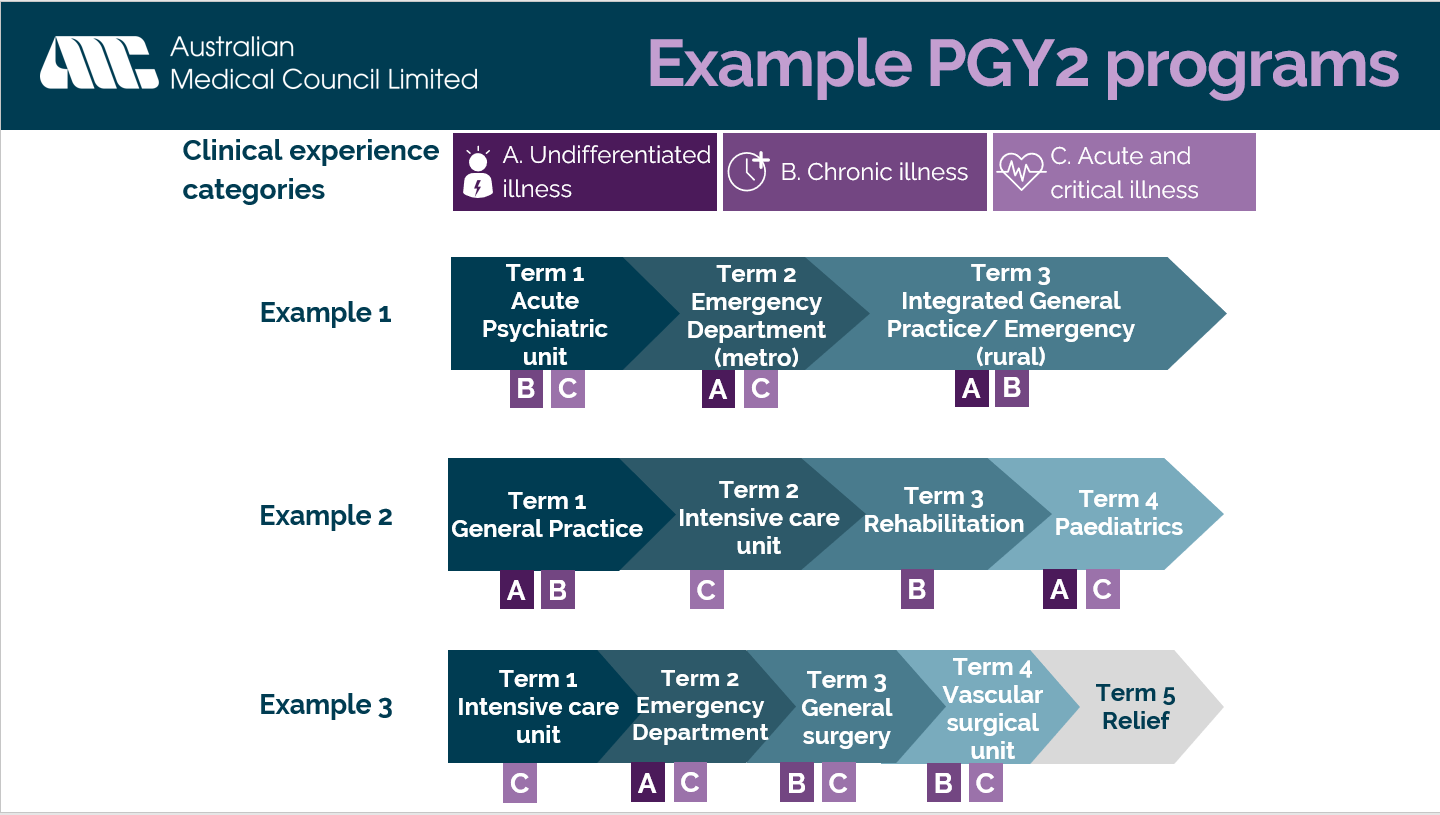 Australian
Medical Council Limited
Example PGY2 programs
Clinical experience
categories
A. Undifferentiated
illness
B. Chronic illness
C. Acute and
critical illness
Example 1
Term 1
Acute
Psychiatric
unit
B C
Term 2
Emergency
Department
(metro)
A C
Term 3
Integrated General
Practice/ Emergency
(rural)
A B
Example 2
Term 1
General Practice
A B
Term 2
Intensive care
unit
C
Term 3
Rehabilitation
B
Term 4
Paediatrics
A C
Example 3
Term 1
Intensive care
unit
C
Term 2
Emergency
Department
A C
Term 3
General
surgery
B C
Term 4
Vascular
surgical
unit
B C
Term 5
Relief